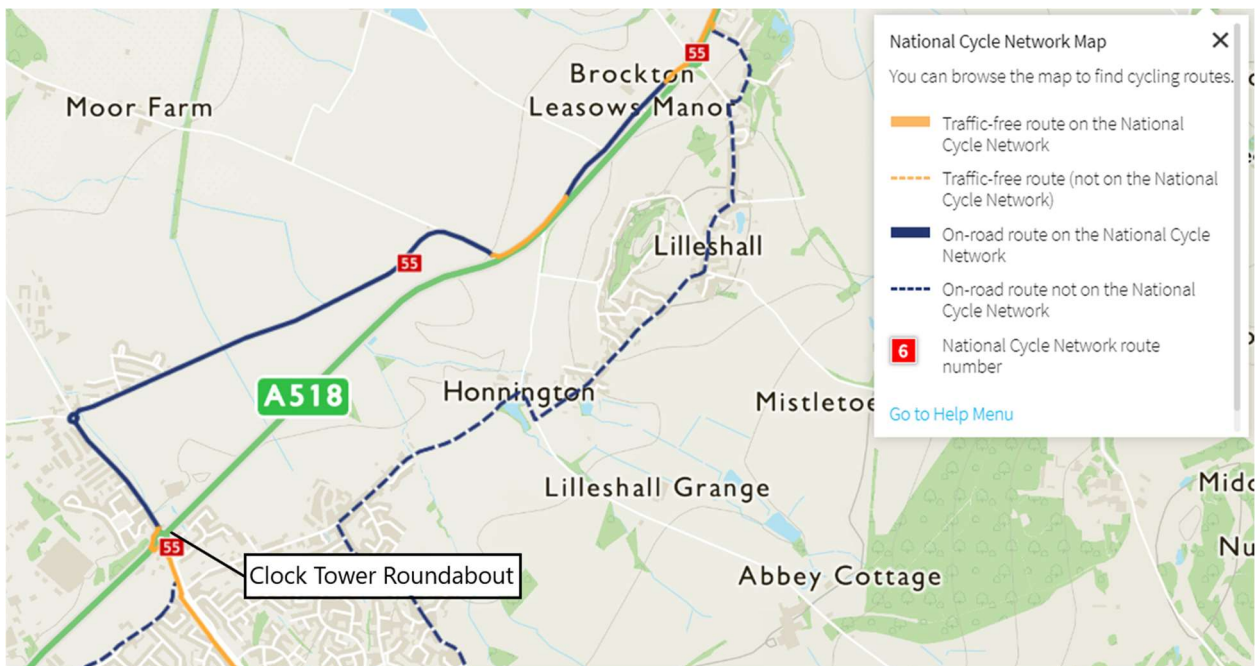 55
Brockton
Leasows Manor
Moor Farm
Lilleshall
55
A518
Honnington
Mistletoe
Lilleshall Grange
55
Clock Tower Roundabout
Abbey Cottage
National Cycle Network Map
You can browse the map to find cycling routes.
Traffic-free route on the National
Cycle Network
Traffic-free route (not on the National
Cycle Network)
On-road route on the National Cycle
Network
On-road route not on the National
Cycle Network
6
National Cycle Network route
number
Go to Help Menu